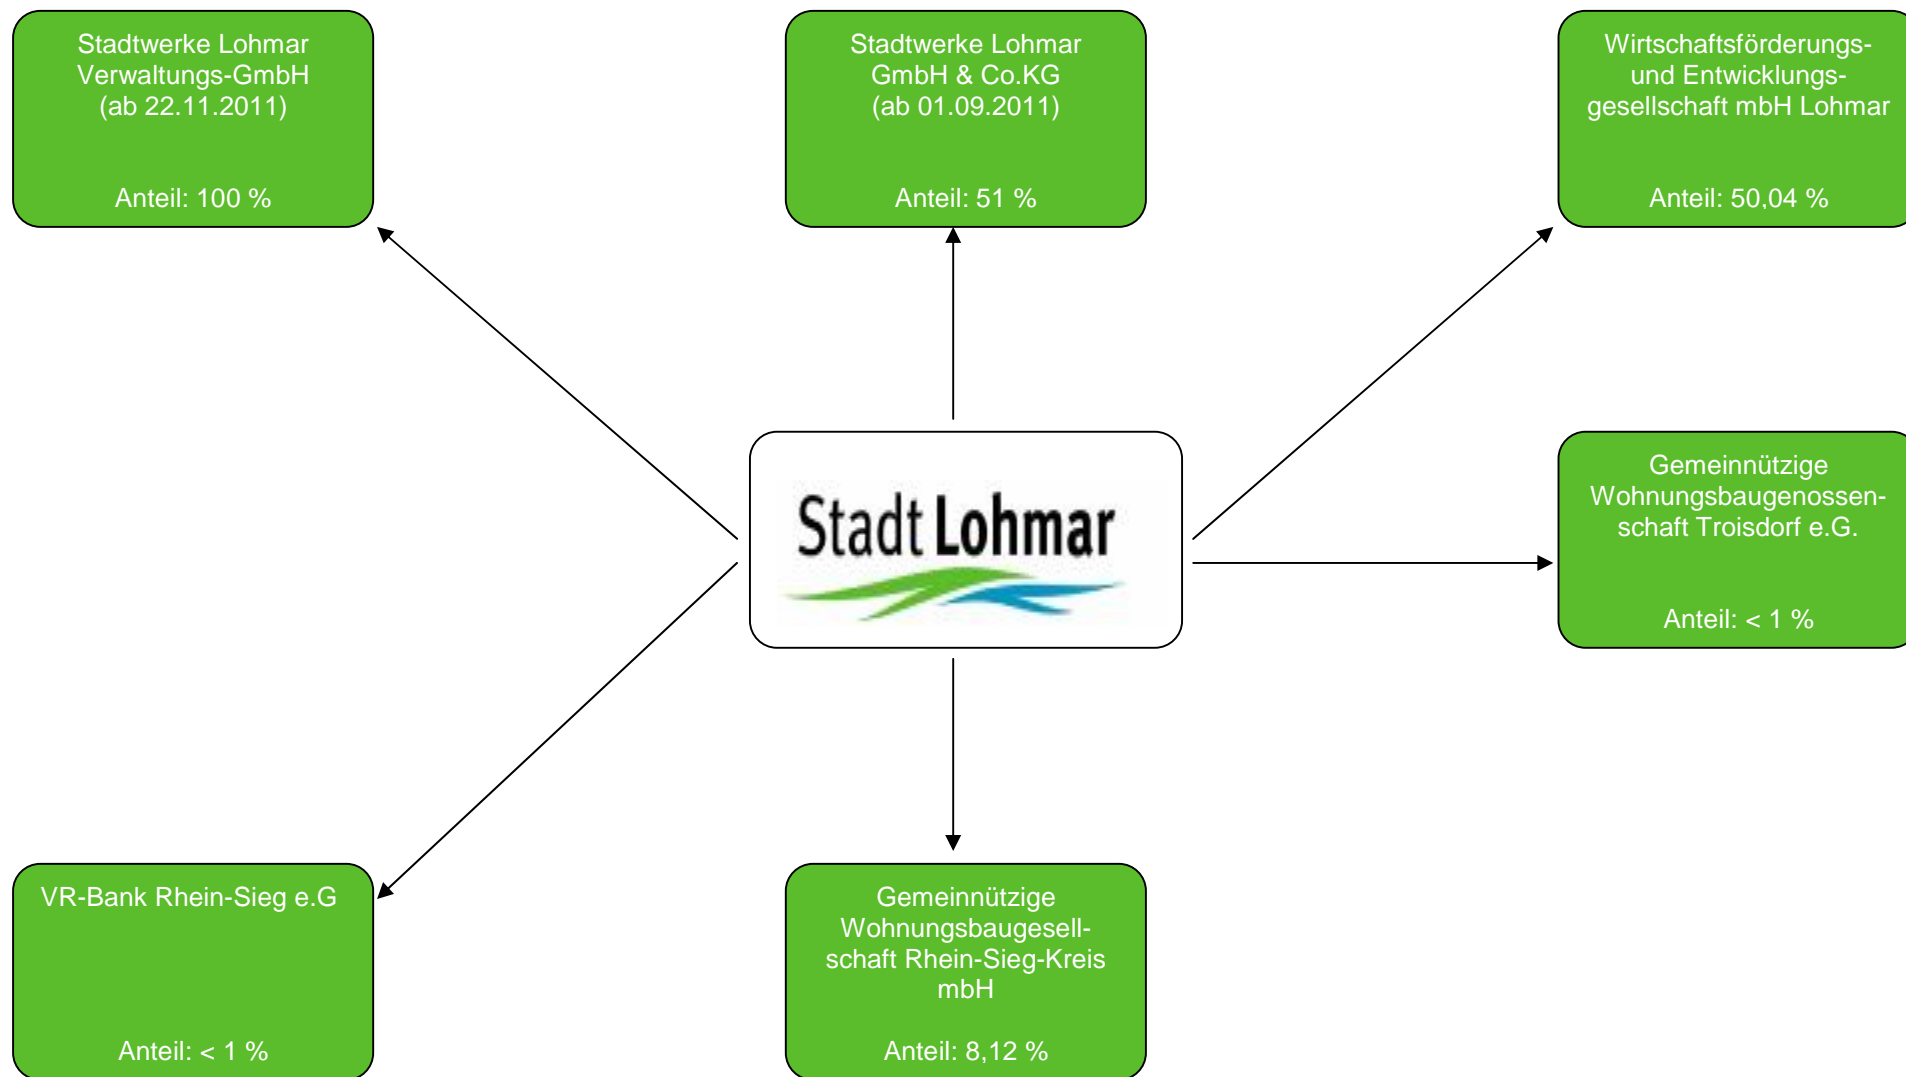 Stadtwerke Lohmar
Verwaltungs-GmbH
(ab 22.11.2011)
Anteil: 100 %
Stadtwerke Lohmar
GmbH & Co.KG
(ab 01.09.2011)
Anteil: 51 %
Wirtschaftsförderungs-
und Entwicklungs-
gesellschaft mbH Lohmar
Anteil: 50,04 %
Stadt Lohmar
Gemeinnützige
Wohnungsbaugenossen-
schaft Troisdorf e.G.
Anteil: < 1 %
VR-Bank Rhein-Sieg e.G
Anteil: < 1 %
Gemeinnützige
Wohnungsbaugesell-
schaft Rhein-Sieg-Kreis
mbH
Anteil: 8,12 %